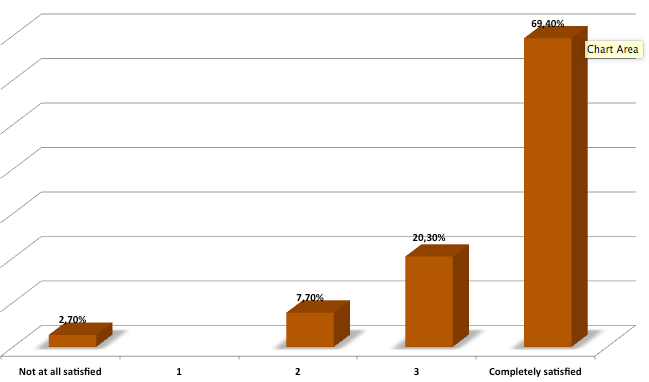 69,40%
Chart Area
20,30%
7,70%
2,70%
Not at all satisfied 1 2 3 Completely satisfied